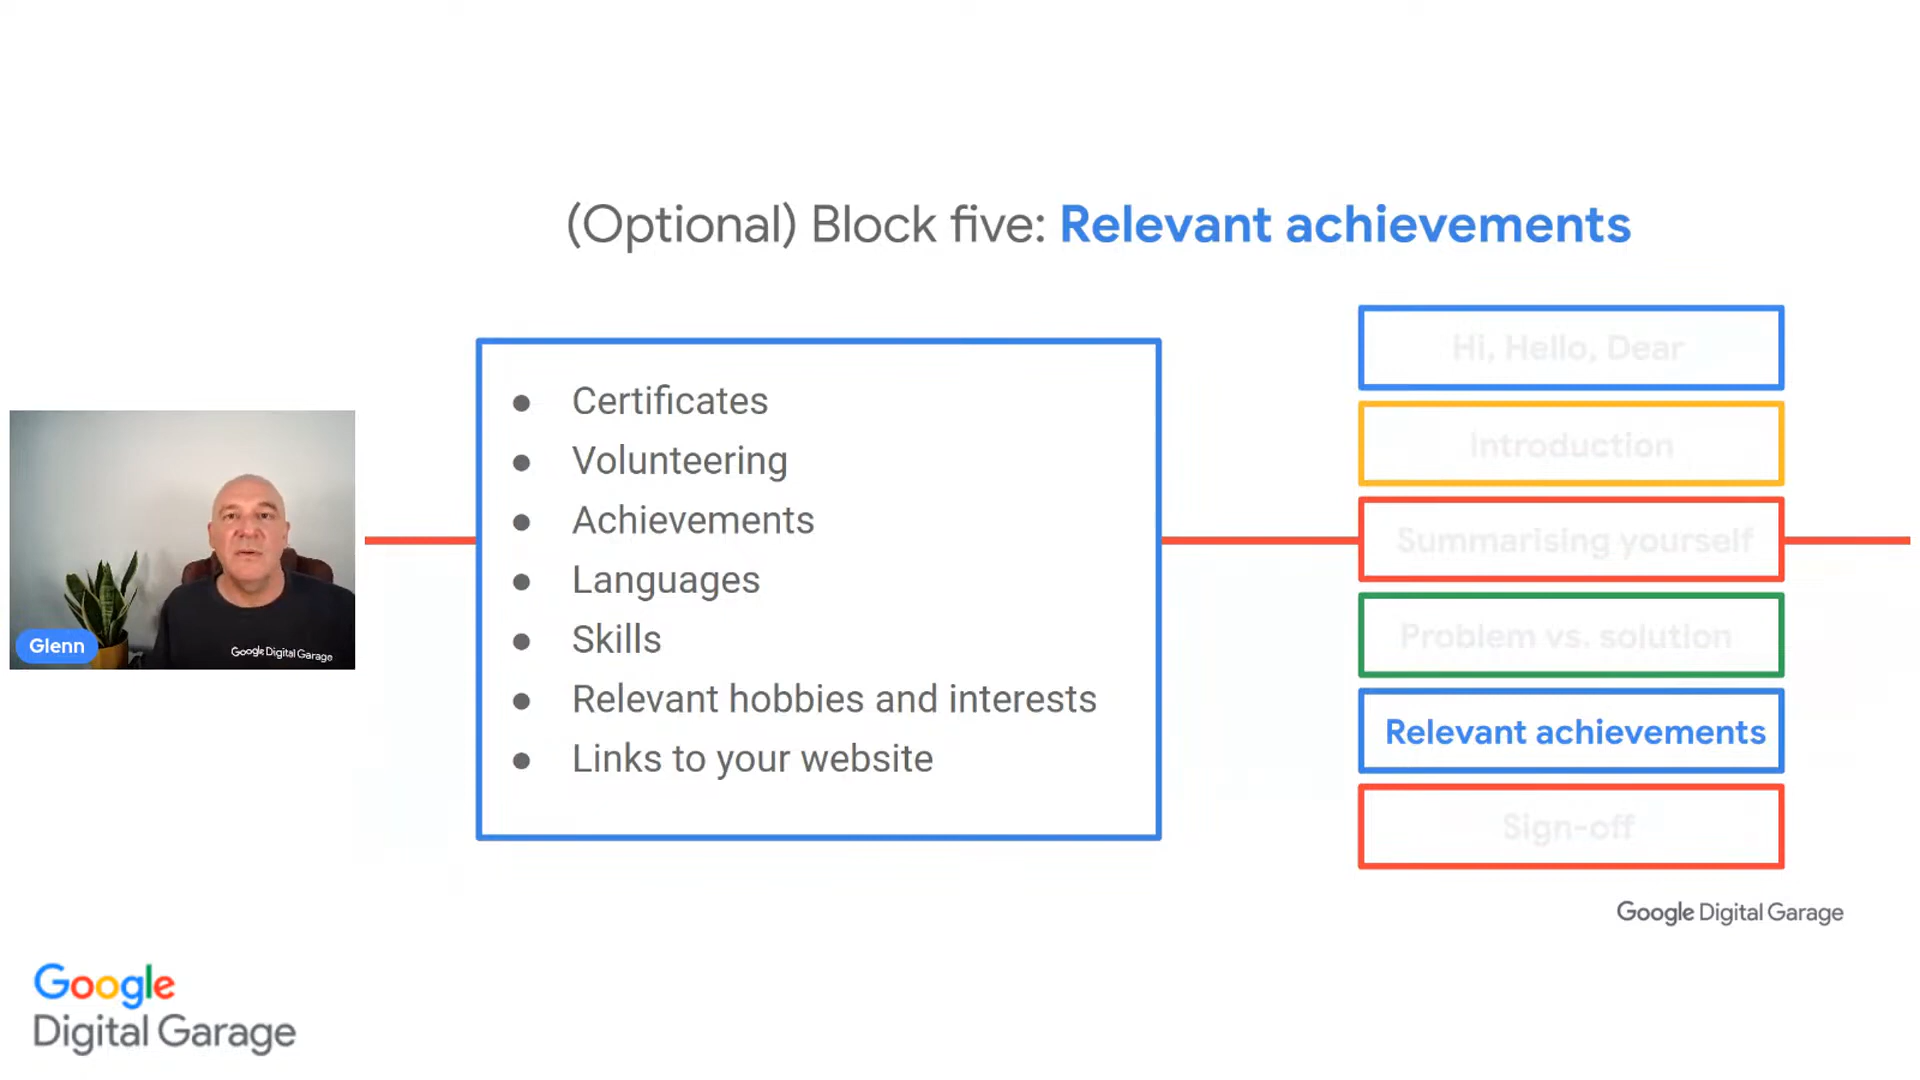 (Optional) Block five: Relevant achievements
Certificates
Volunteering
Achievements
Languages
Skills
Relevant hobbies and interests
Links to your website
Hi, Hello, Dear
Introduction
Summarising yourself
Problem vs. solution
Relevant achievements
Sign-off
Glenn
Google Digital Garage
Google Digital Garage
Google
Digital Garage